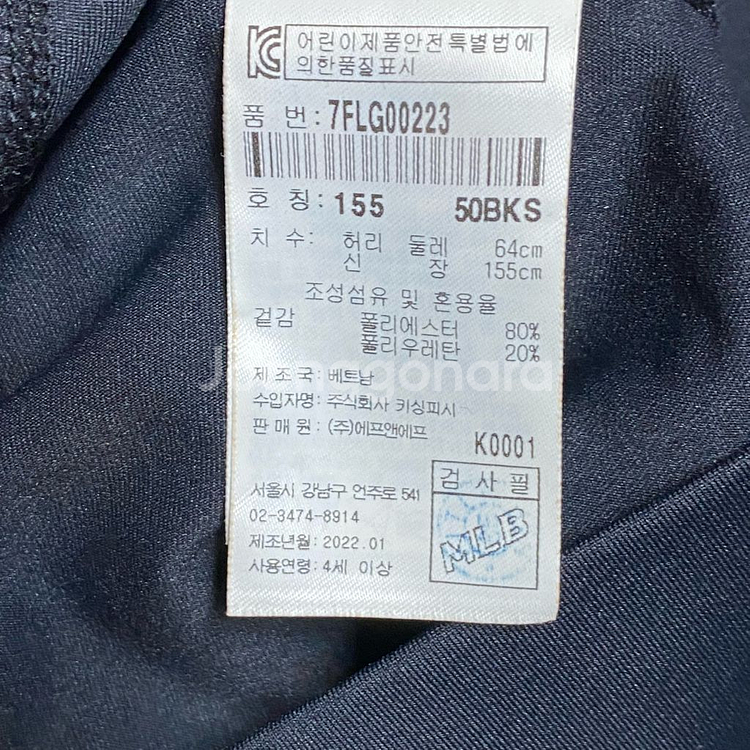 KC 어린이제품안전특별법에
의한품질표시
품 번: 7FLG00223
호 칭: 155 50BKS
치 수: 허리 둘레 64cm
신 장 155cm
조성섬유 및 혼용율
겉감 폴리에스터 80%
폴리우레탄 20%
제 조 국: 베트남
수입자명: 주식회사 키싱피시
판 매 원: (주)에프앤에프
K0001
검 사 필
MLB
서울시 강남구 언주로 541
02-3474-8914
제조년월: 2022.01
사용연령: 4세 이상
Joonggonara